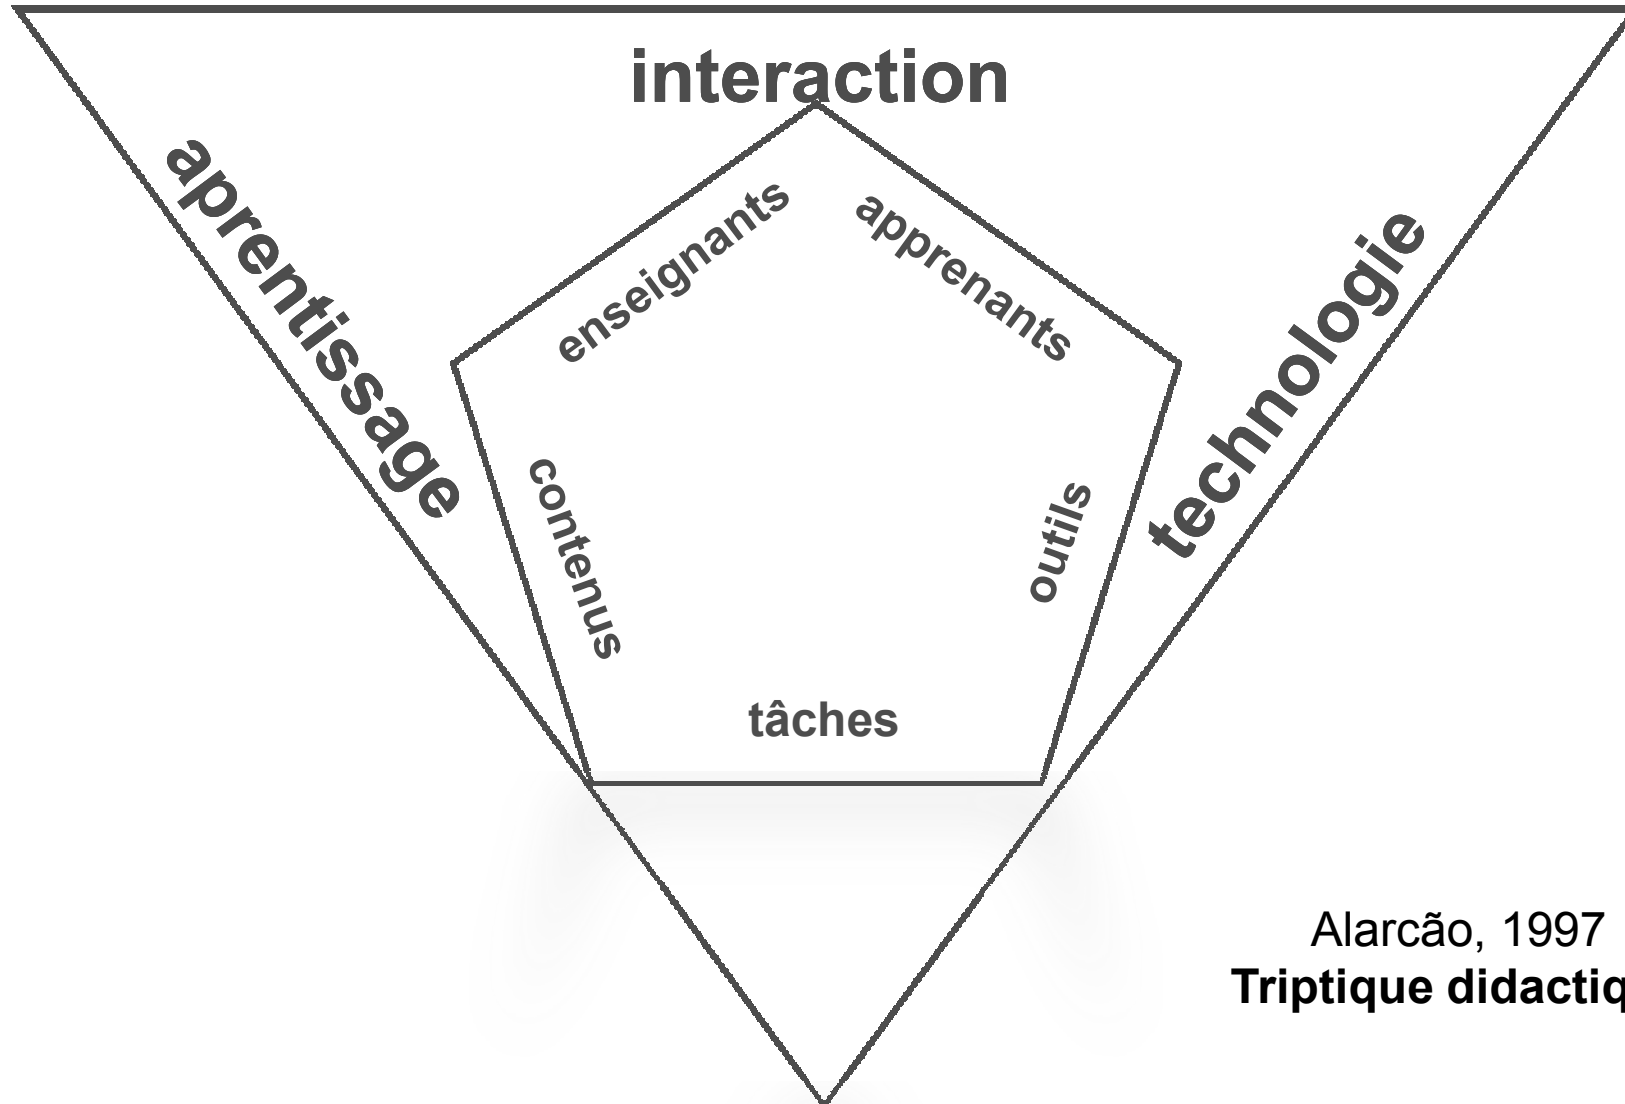 interaction
aprentissage
technologie
enseignants
apprenants
contenus
outils
tâches
Alarcão, 1997
Triptique didactiq